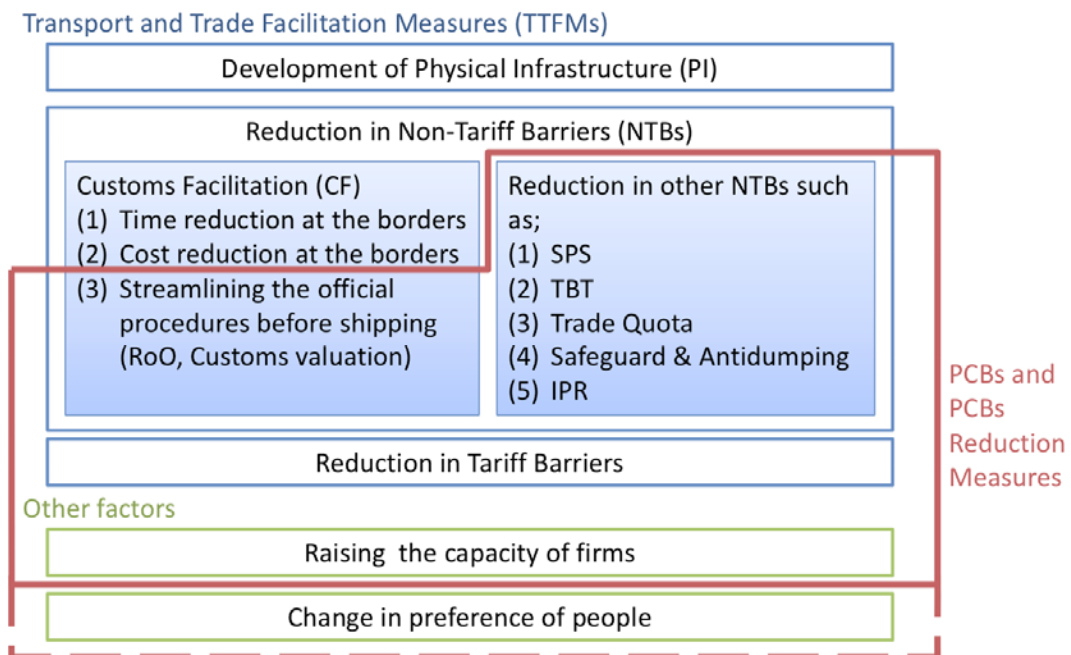 Transport and Trade Facilitation Measures (TTFMs)
Development of Physical Infrastructure (PI)
Reduction in Non-Tariff Barriers (NTBs)
Customs Facilitation (CF)
(1) Time reduction at the borders
(2) Cost reduction at the borders
(3) Streamlining the official
procedures before shipping
(RoO, Customs valuation)
Reduction in other NTBs such
as;
(1) SPS
(2) TBT
(3) Trade Quota
(4) Safeguard & Antidumping
(5) IPR
PCBs and
PCBs
Reduction
Measures
Reduction in Tariff Barriers
Other factors
Raising the capacity of firms
Change in preference of people